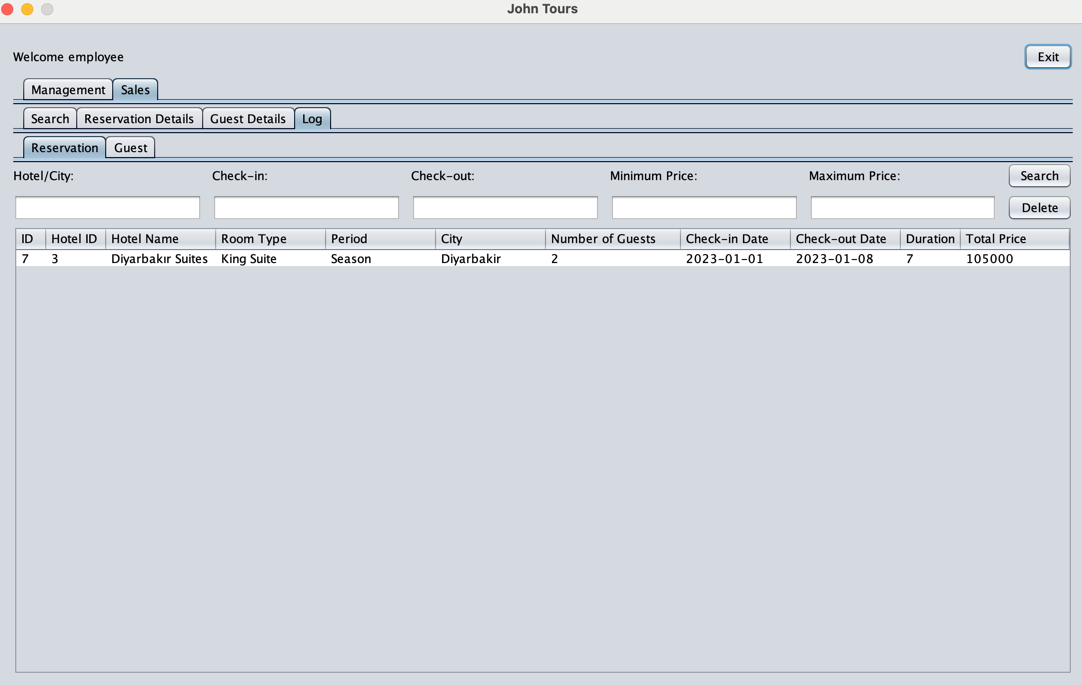 John Tours
Welcome employee Exit
Management Sales
Search Reservation Details Guest Details Log
Reservation Guest
Hotel/City: Check-in: Check-out: Minimum Price: Maximum Price: Search
Delete
ID Hotel ID Hotel Name Room Type Period City Number of Guests Check-in Date Check-out Date Duration Total Price
7 3 Diyarbakır Suites King Suite Season Diyarbakir 2 2023-01-01 2023-01-08 7 105000